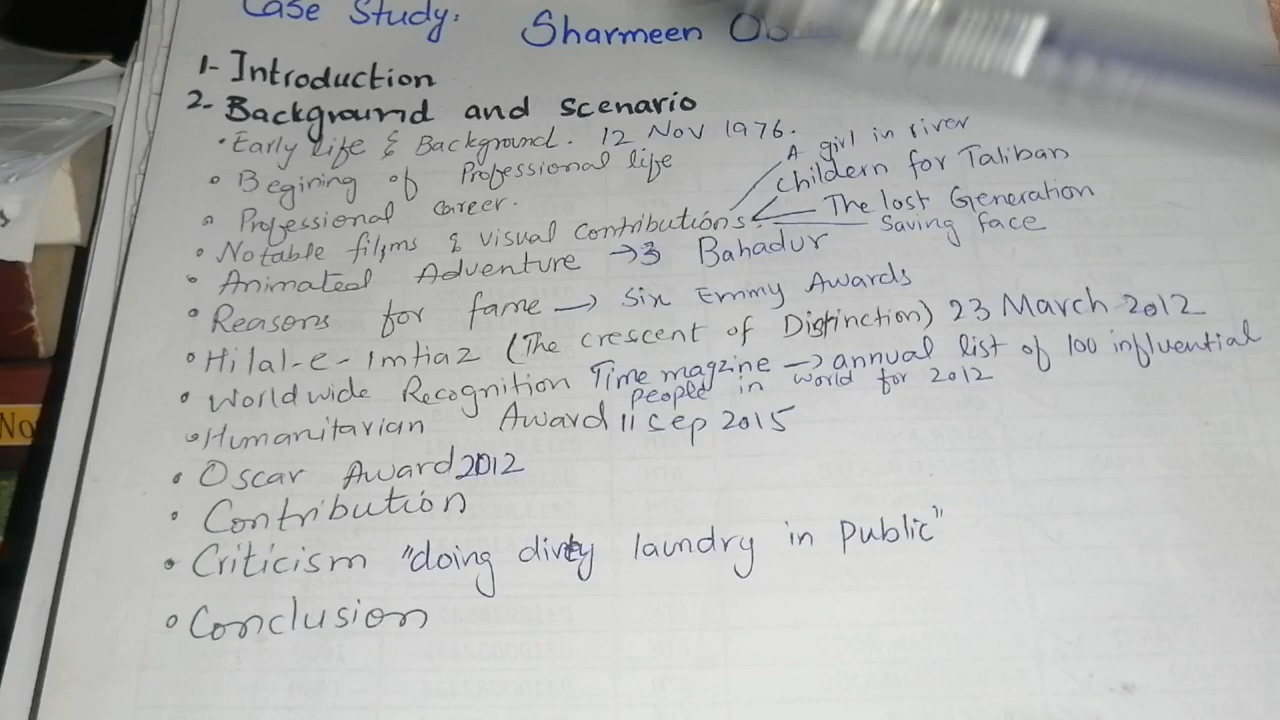 Case Study: Sharmeen
1- Introduction
2- Background and scenario
• Early Life & Background. 12 Nov 1976.
• Begining of Professional life
• Professional career.
• Notable films & visual contributions.
A girl in river
childern for Taliban
The lost Generation
Saving face
• Animated Adventure → 3 Bahadur
• Reasons for fame → Six Emmy Awards
• Hilal-e-Imtiaz (The crescent of Distinction) 23 March 2012
• Worldwide Recognition Time magzine → annual list of 100 influential
people in world for 2012
• Humanitarian Award 11 Sep 2015
• Oscar Award 2012
• Contribution
• Criticism "doing dirty laundry in public"
• Conclusion
No